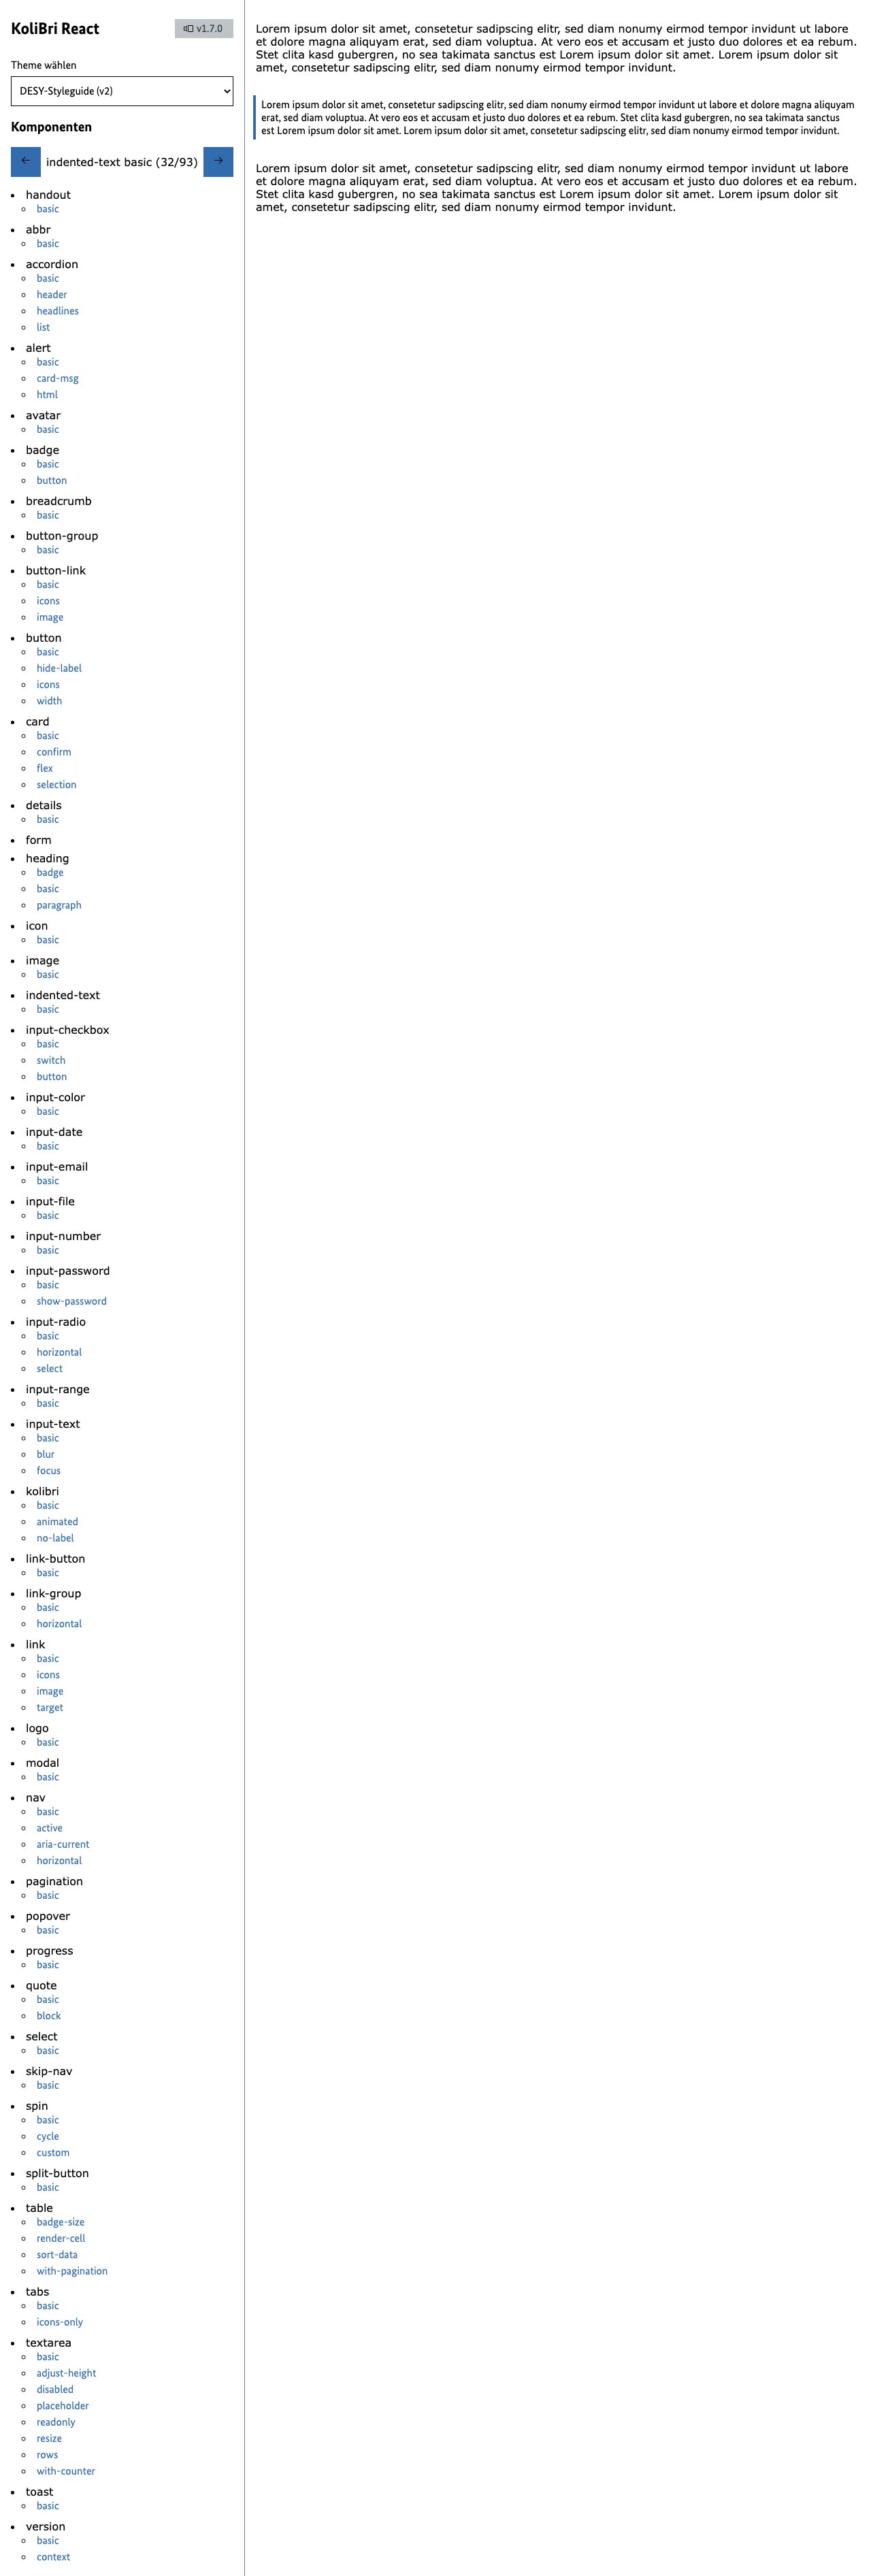 KoliBri React
v1.7.0
Theme wählen
DESY-Styleguide (v2)
Komponenten
← indented-text basic (32/93) →
handout
basic
abbr
basic
accordion
basic
header
headlines
list
alert
basic
card-msg
html
avatar
basic
badge
basic
button
breadcrumb
basic
button-group
basic
button-link
basic
icons
image
button
basic
hide-label
icons
width
card
basic
confirm
flex
selection
details
basic
form
heading
badge
basic
paragraph
icon
basic
image
basic
indented-text
basic
input-checkbox
basic
switch
button
input-color
basic
input-date
basic
input-email
basic
input-file
basic
input-number
basic
input-password
basic
show-password
input-radio
basic
horizontal
select
input-range
basic
input-text
basic
blur
focus
kolibri
basic
animated
no-label
link-button
basic
link-group
basic
horizontal
link
basic
icons
image
target
logo
basic
modal
basic
nav
basic
active
aria-current
horizontal
pagination
basic
popover
basic
progress
basic
quote
basic
block
select
basic
skip-nav
basic
spin
basic
cycle
custom
split-button
basic
table
badge-size
render-cell
sort-data
with-pagination
tabs
basic
icons-only
textarea
basic
adjust-height
disabled
placeholder
readonly
resize
rows
with-counter
toast
basic
version
basic
context
Lorem ipsum dolor sit amet, consetetur sadipscing elitr, sed diam nonumy eirmod tempor invidunt ut labore
et dolore magna aliquyam erat, sed diam voluptua. At vero eos et accusam et justo duo dolores et ea rebum.
Stet clita kasd gubergren, no sea takimata sanctus est Lorem ipsum dolor sit amet. Lorem ipsum dolor sit
amet, consetetur sadipscing elitr, sed diam nonumy eirmod tempor invidunt.
Lorem ipsum dolor sit amet, consetetur sadipscing elitr, sed diam nonumy eirmod tempor invidunt ut labore et dolore magna aliquyam
erat, sed diam voluptua. At vero eos et accusam et justo duo dolores et ea rebum. Stet clita kasd gubergren, no sea takimata sanctus
est Lorem ipsum dolor sit amet. Lorem ipsum dolor sit amet, consetetur sadipscing elitr, sed diam nonumy eirmod tempor invidunt.
Lorem ipsum dolor sit amet, consetetur sadipscing elitr, sed diam nonumy eirmod tempor invidunt ut labore
et dolore magna aliquyam erat, sed diam voluptua. At vero eos et accusam et justo duo dolores et ea rebum.
Stet clita kasd gubergren, no sea takimata sanctus est Lorem ipsum dolor sit amet. Lorem ipsum dolor sit
amet, consetetur sadipscing elitr, sed diam nonumy eirmod tempor invidunt.